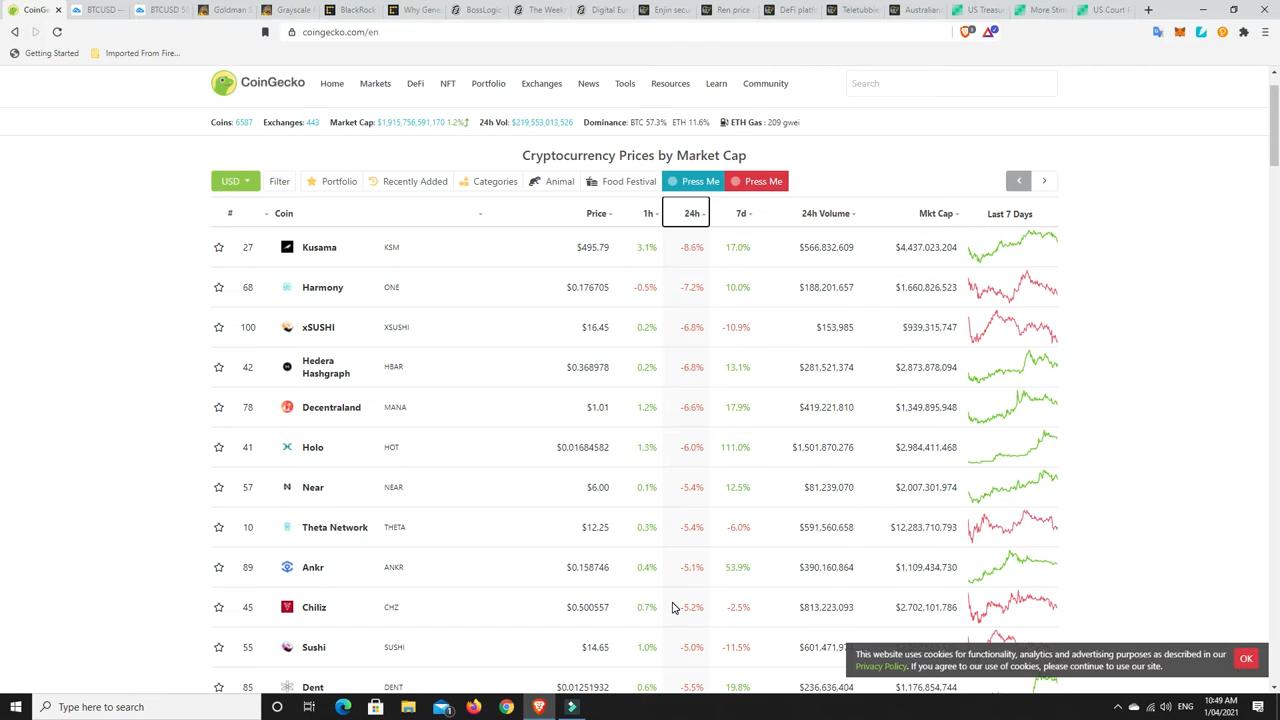 CoinGe
BTCUSD —
BTCUSD 5(
Goldman S
Grayscale
BlackRock
Why Gene
BossLogic
The Weeky
Digital Eur
Enjin secu
Ren price
DeFi platf
Teletubbie
Australian
US Treasu
More Stim
US Court
coingecko.com/en
Getting Started
Imported From Fire...
CoinGecko
Home Markets DeFi NFT Portfolio Exchanges News Tools Resources Learn Community
Search
Coins: 6587 Exchanges: 443 Market Cap: $1,915,756,591,170 1.2% 24h Vol: $219,553,013,526 Dominance: BTC 57.3% ETH 11.6% ETH Gas : 209 gwei
Cryptocurrency Prices by Market Cap
USD Filter Portfolio Recently Added Categories Animal Food Festival Press Me Press Me
# Coin Price 1h 24h 7d 24h Volume Mkt Cap Last 7 Days
27 Kusama KSM $495.79 3.1% -8.6% 17.0% $566,832,609 $4,437,023,204
68 Harmony ONE $0.176705 -0.5% -7.2% 10.0% $188,201,657 $1,660,826,523
100 xSUSHI XSUSHI $16.45 0.2% -6.8% -10.9% $153,985 $939,315,747
42 Hedera Hashgraph HBAR $0.368978 0.2% -6.8% 13.1% $281,521,374 $2,873,878,094
78 Decentraland MANA $1.01 1.2% -6.6% 17.9% $419,221,810 $1,349,895,948
41 Holo HOT $0.01684582 1.3% -6.0% 111.0% $1,501,870,276 $2,984,411,468
57 Near NEAR $6.00 0.1% -5.4% 12.5% $81,239,070 $2,007,301,974
10 Theta Network THETA $12.25 0.3% -5.4% -6.0% $591,560,658 $12,283,710,793
89 Ankr ANKR $0.158746 0.4% -5.1% 53.9% $390,160,864 $1,109,434,730
45 Chiliz CHZ $0.500557 0.7% -5.2% -2.5% $813,223,093 $2,702,101,786
55 Sushi SUSHI $14.65 1.0% -5.0% -11.5%
85 Dent DENT $0.01251932 0.6% -5.5% 19.8% $236,636,404 $1,176,854,744
This website uses cookies for functionality, analytics and advertising purposes as described in our
Privacy Policy. If you agree to our use of cookies, please continue to use our site.
OK
Type here to search
10:49 AM
1/04/2021